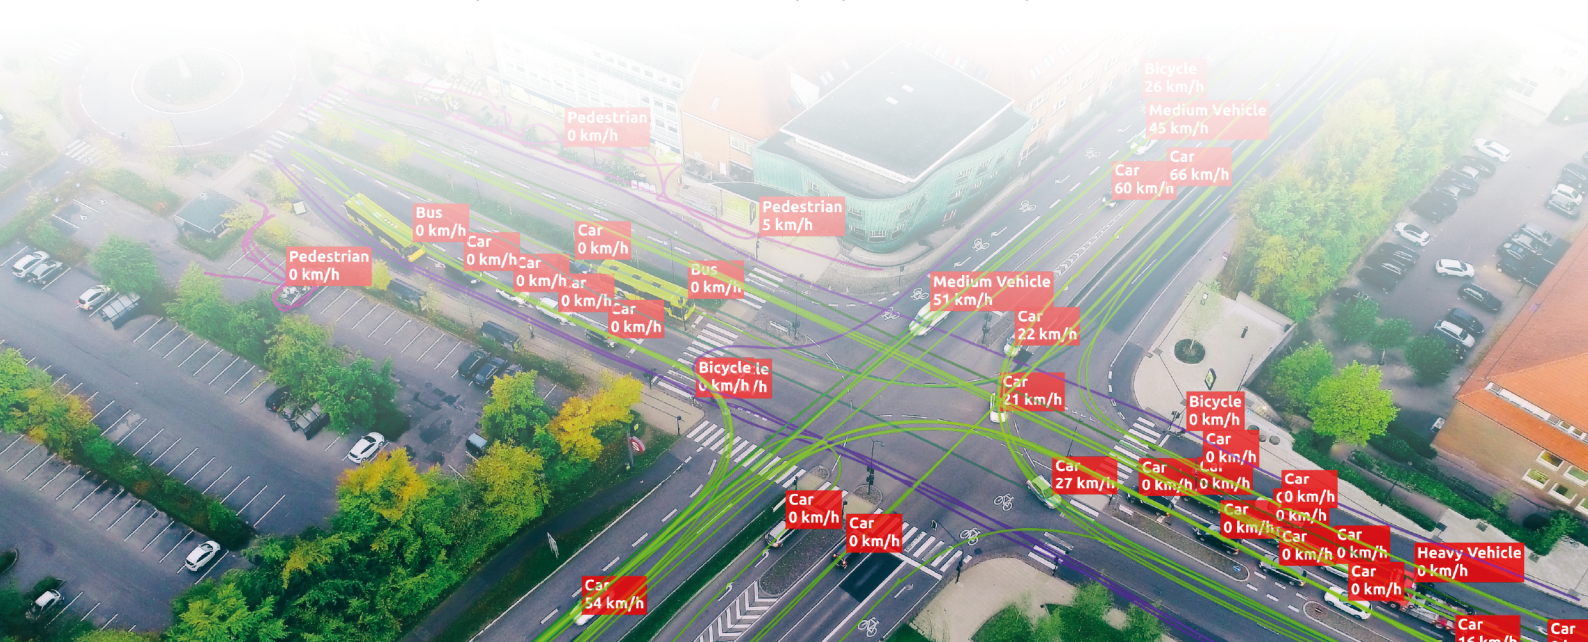 Bicycle
26 km/h
Medium Vehicle
45 km/h
Pedestrian
0 km/h
Car
66 km/h
Car
60 km/h
Pedestrian
5 km/h
Bus
0 km/h
Car
0 km/h
Car
0 km/h
Pedestrian
0 km/h
Car
0 km/h
Bus
0 km/h
0 km/h
Car
0 km/h
Medium Vehicle
51 km/h
Car
22 km/h
Bicycle
0 km/h
Car
21 km/h
Bicycle
0 km/h
Car
0 km/h
Car
27 km/h
Car
0 km/h
0 km/h
Car
0 km/h
0 km/h
Car
0 km/h
Car
0 km/h
Car
0 km/h
Car
0 km/h
Car
0 km/h
Heavy Vehicle
0 km/h
Car
0 km/h
Car
54 km/h
Car
16 km/h
Car